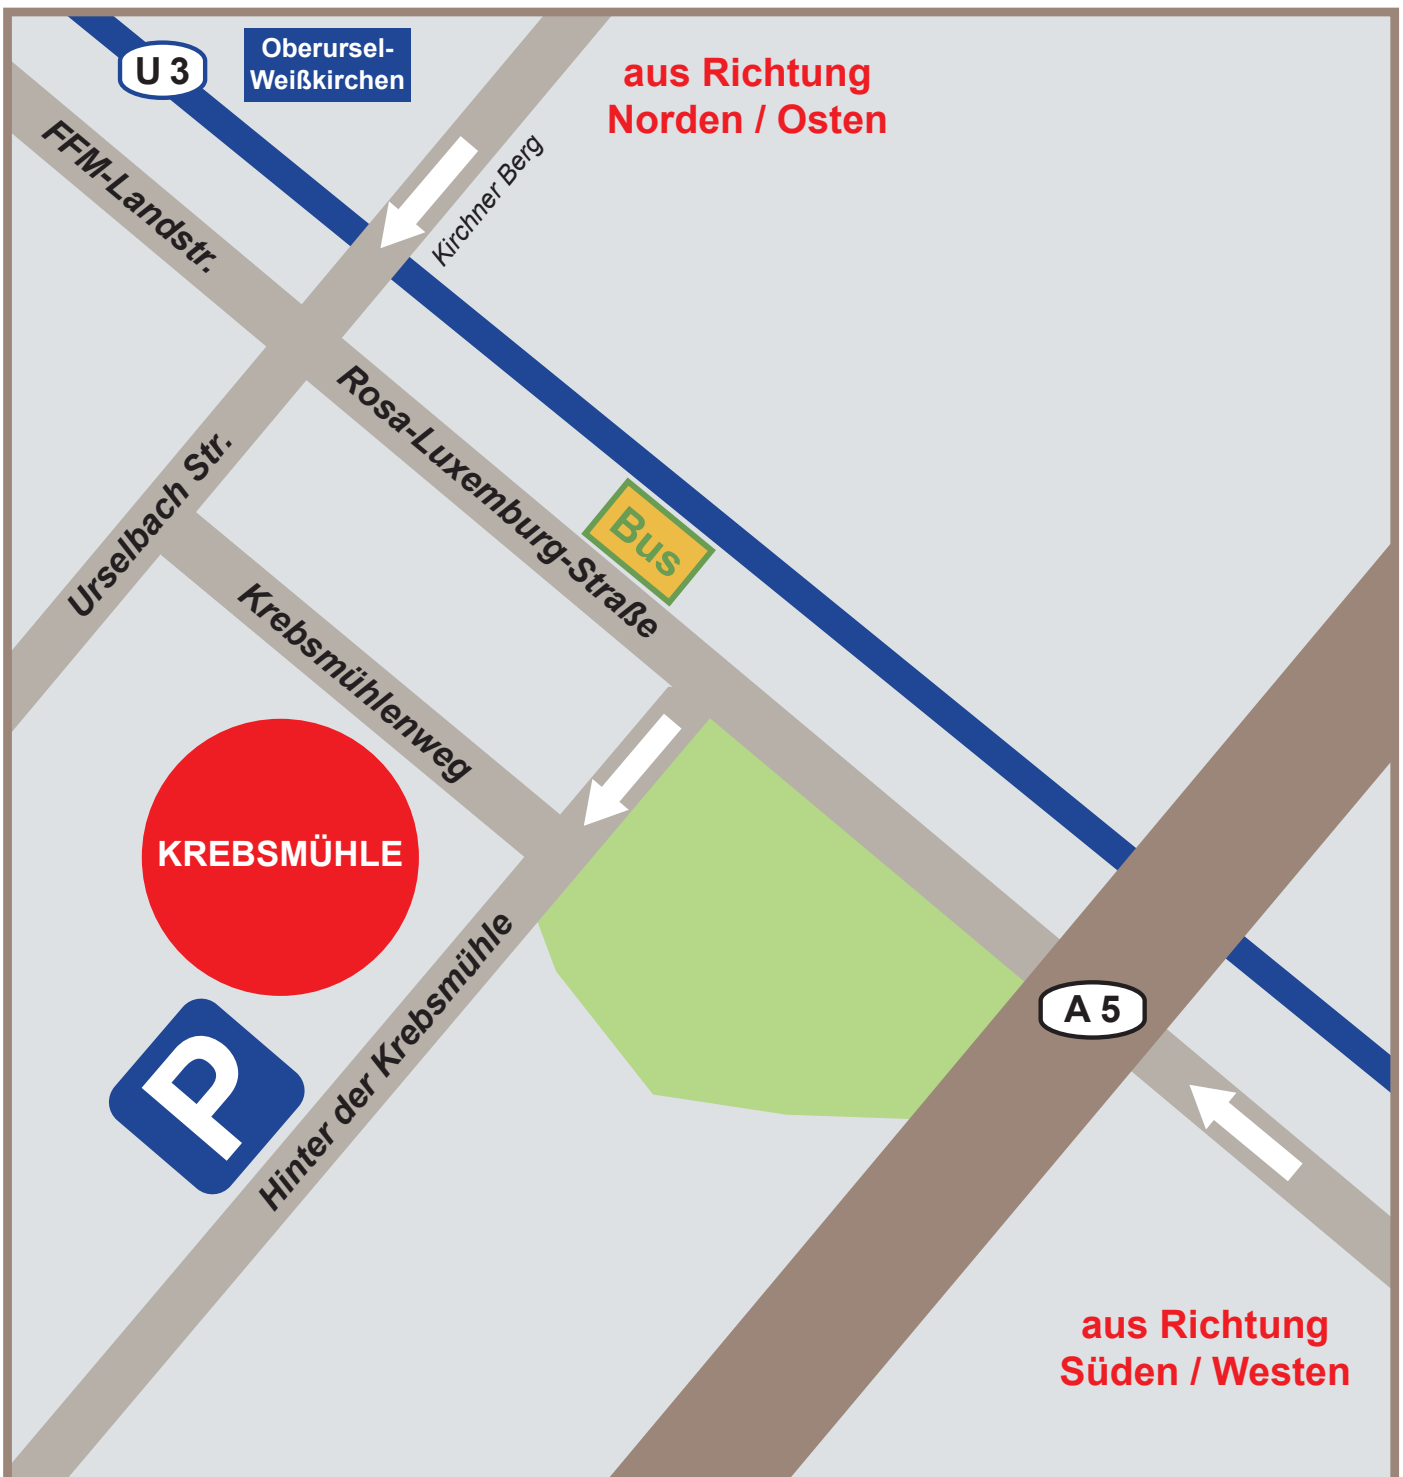 U 3
Oberursel-
Weißkirchen
aus Richtung
Norden / Osten
FFM-Landstr.
Kirchner Berg
Rosa-Luxemburg-Straße
Urselbach Str.
Bus
Krebsmühlenweg
KREBSMÜHLE
Hinter der Krebsmühle
P
A 5
aus Richtung
Süden / Westen